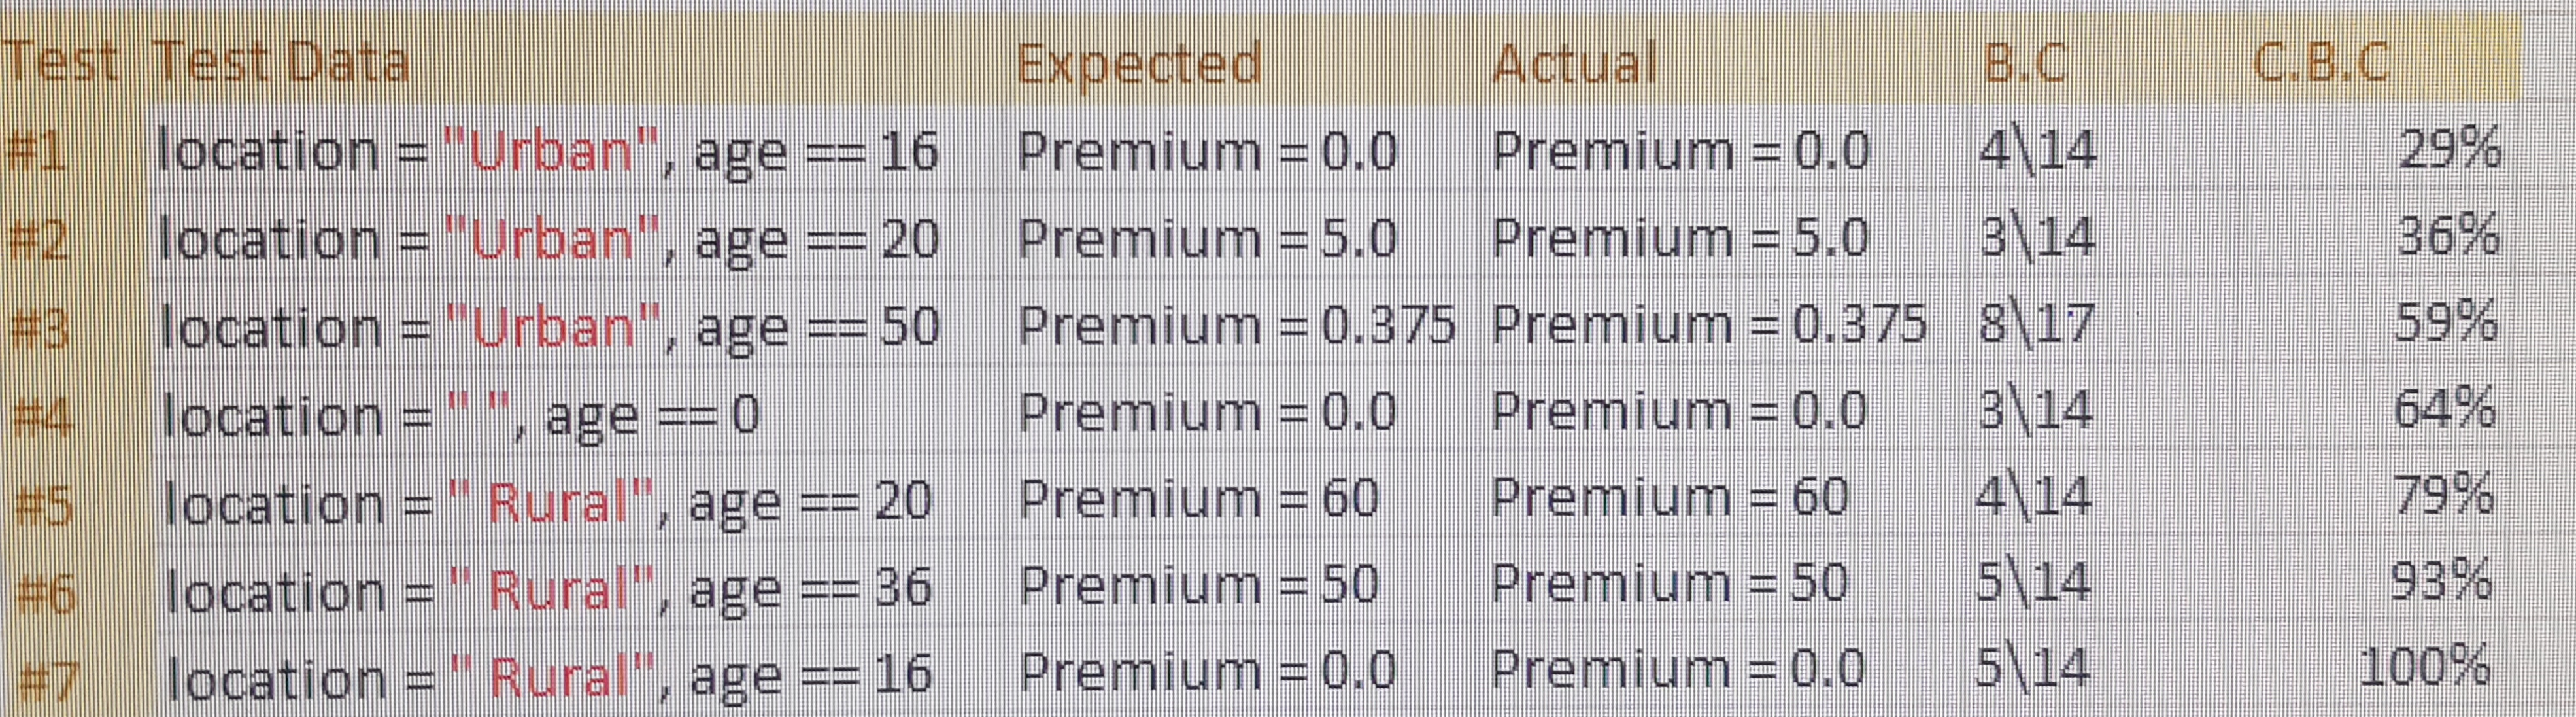 Test Test Data Expected Actual B.C C.B.C
#1 location = "Urban", age == 16 Premium = 0.0 Premium = 0.0 4\14 29%
#2 location = "Urban", age == 20 Premium = 5.0 Premium = 5.0 3\14 36%
#3 location = "Urban", age == 50 Premium = 0.375 Premium = 0.375 8\17 59%
#4 location = " ", age == 0 Premium = 0.0 Premium = 0.0 3\14 64%
#5 location = " Rural", age == 20 Premium = 60 Premium = 60 4\14 79%
#6 location = " Rural", age == 36 Premium = 50 Premium = 50 5\14 93%
#7 location = " Rural", age == 16 Premium = 0.0 Premium = 0.0 5\14 100%